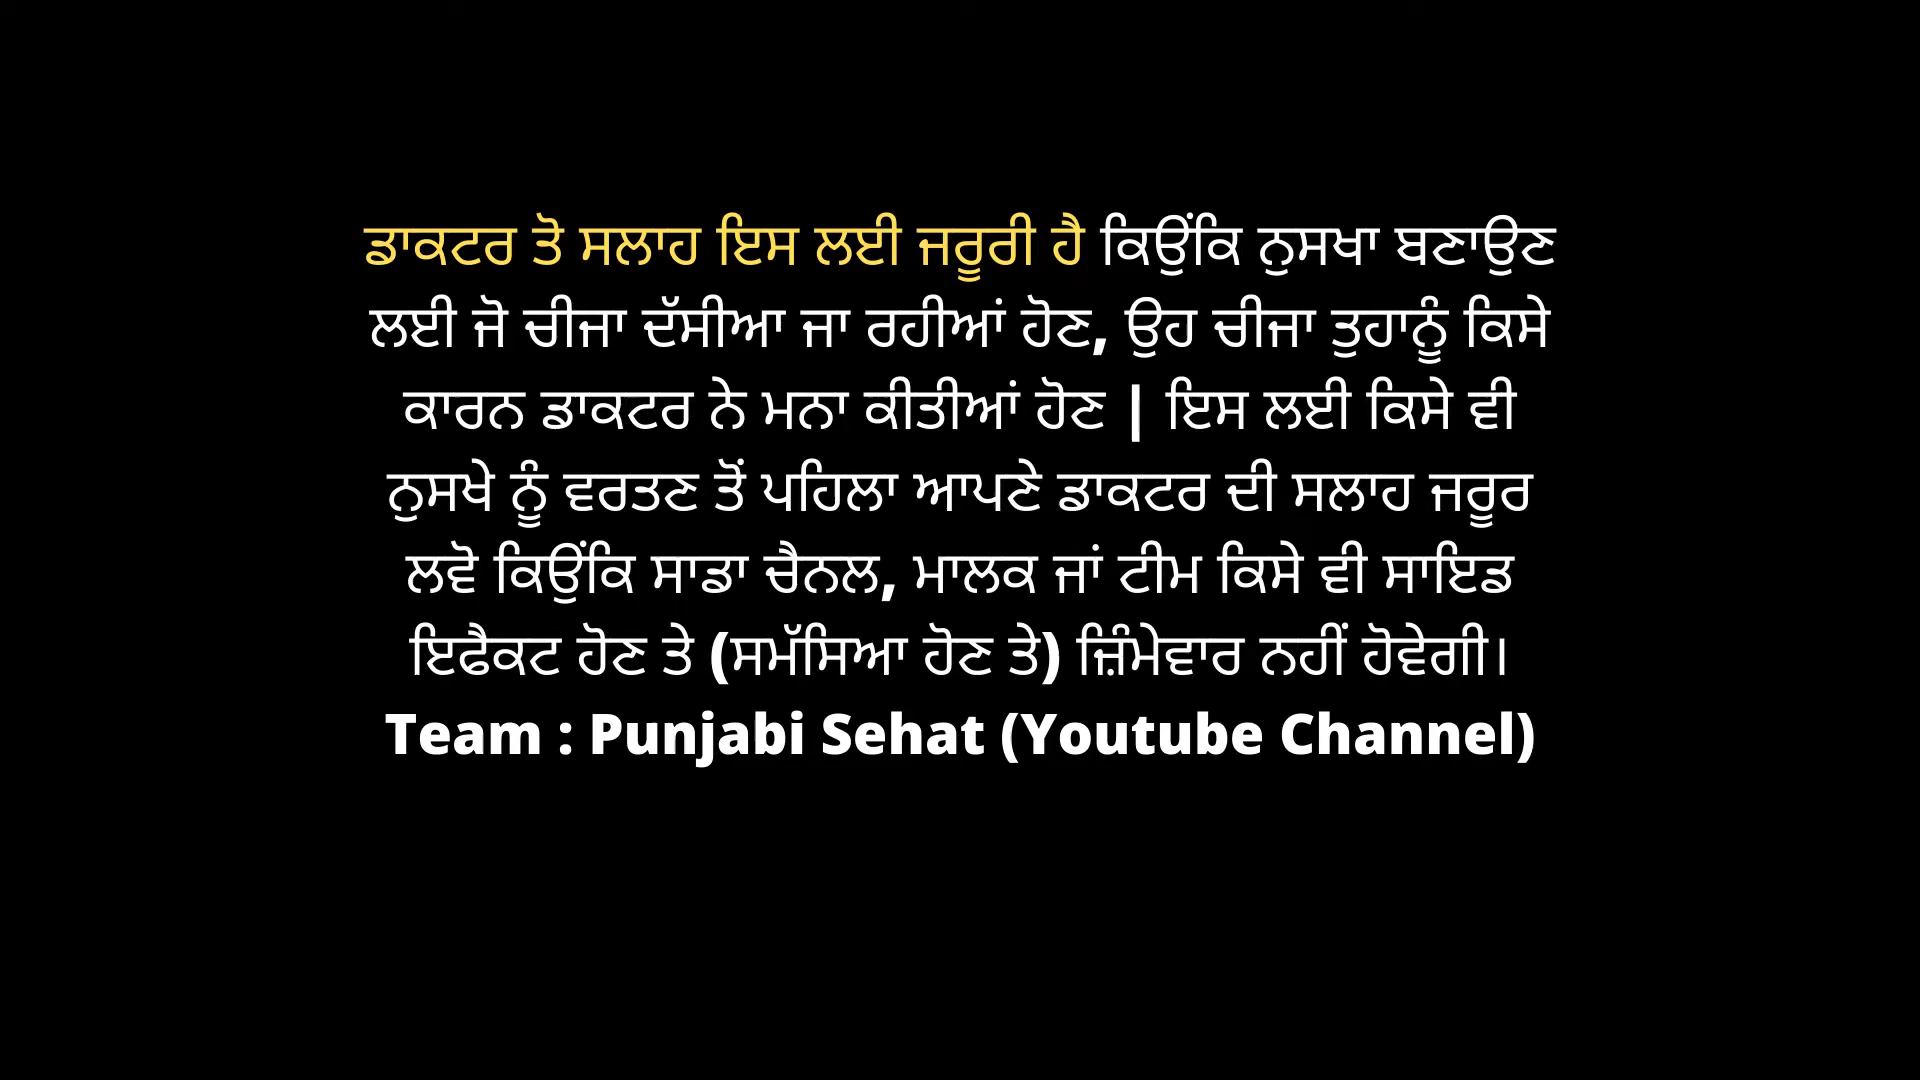 ਡਾਕਟਰ ਤੋ ਸਲਾਹ ਇਸ ਲਈ ਜਰੂਰੀ ਹੈ ਕਿਉਂਕਿ ਨੁਸਖਾ ਬਣਾਉਣ
ਲਈ ਜੋ ਚੀਜਾ ਦੱਸੀਆ ਜਾ ਰਹੀਆਂ ਹੋਣ, ਉਹ ਚੀਜਾ ਤੁਹਾਨੂੰ ਕਿਸੇ
ਕਾਰਨ ਡਾਕਟਰ ਨੇ ਮਨਾ ਕੀਤੀਆਂ ਹੋਣ | ਇਸ ਲਈ ਕਿਸੇ ਵੀ
ਨੁਸਖੇ ਨੂੰ ਵਰਤਣ ਤੋਂ ਪਹਿਲਾ ਆਪਣੇ ਡਾਕਟਰ ਦੀ ਸਲਾਹ ਜਰੂਰ
ਲਵੋ ਕਿਉਂਕਿ ਸਾਡਾ ਚੈਨਲ, ਮਾਲਕ ਜਾਂ ਟੀਮ ਕਿਸੇ ਵੀ ਸਾਇਡ
ਇਫੈਕਟ ਹੋਣ ਤੇ (ਸਮੱਸਿਆ ਹੋਣ ਤੇ) ਜ਼ਿੰਮੇਵਾਰ ਨਹੀਂ ਹੋਵੇਗੀ।
Team : Punjabi Sehat (Youtube Channel)